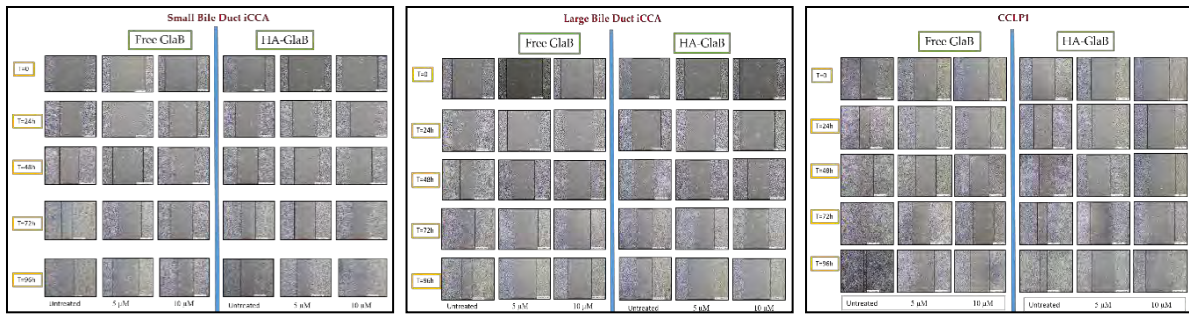 Small Bile Duct iCCA
Free GlaB
HA-GlaB
T=0
T=24h
T=48h
T=72h
T=96h
Untreated 5 µM 10 µM Untreated 5 µM 10 µM
Large Bile Duct iCCA
Free GlaB
HA-GlaB
T=0
T=24h
T=48h
T=72h
T=96h
Untreated 5 µM 10 µM Untreated 5 µM 10 µM
CCLP1
Free GlaB
HA-GlaB
T=0
T=24h
T=48h
T=72h
T=96h
Untreated 5 µM 10 µM Untreated 5 µM 10 µM